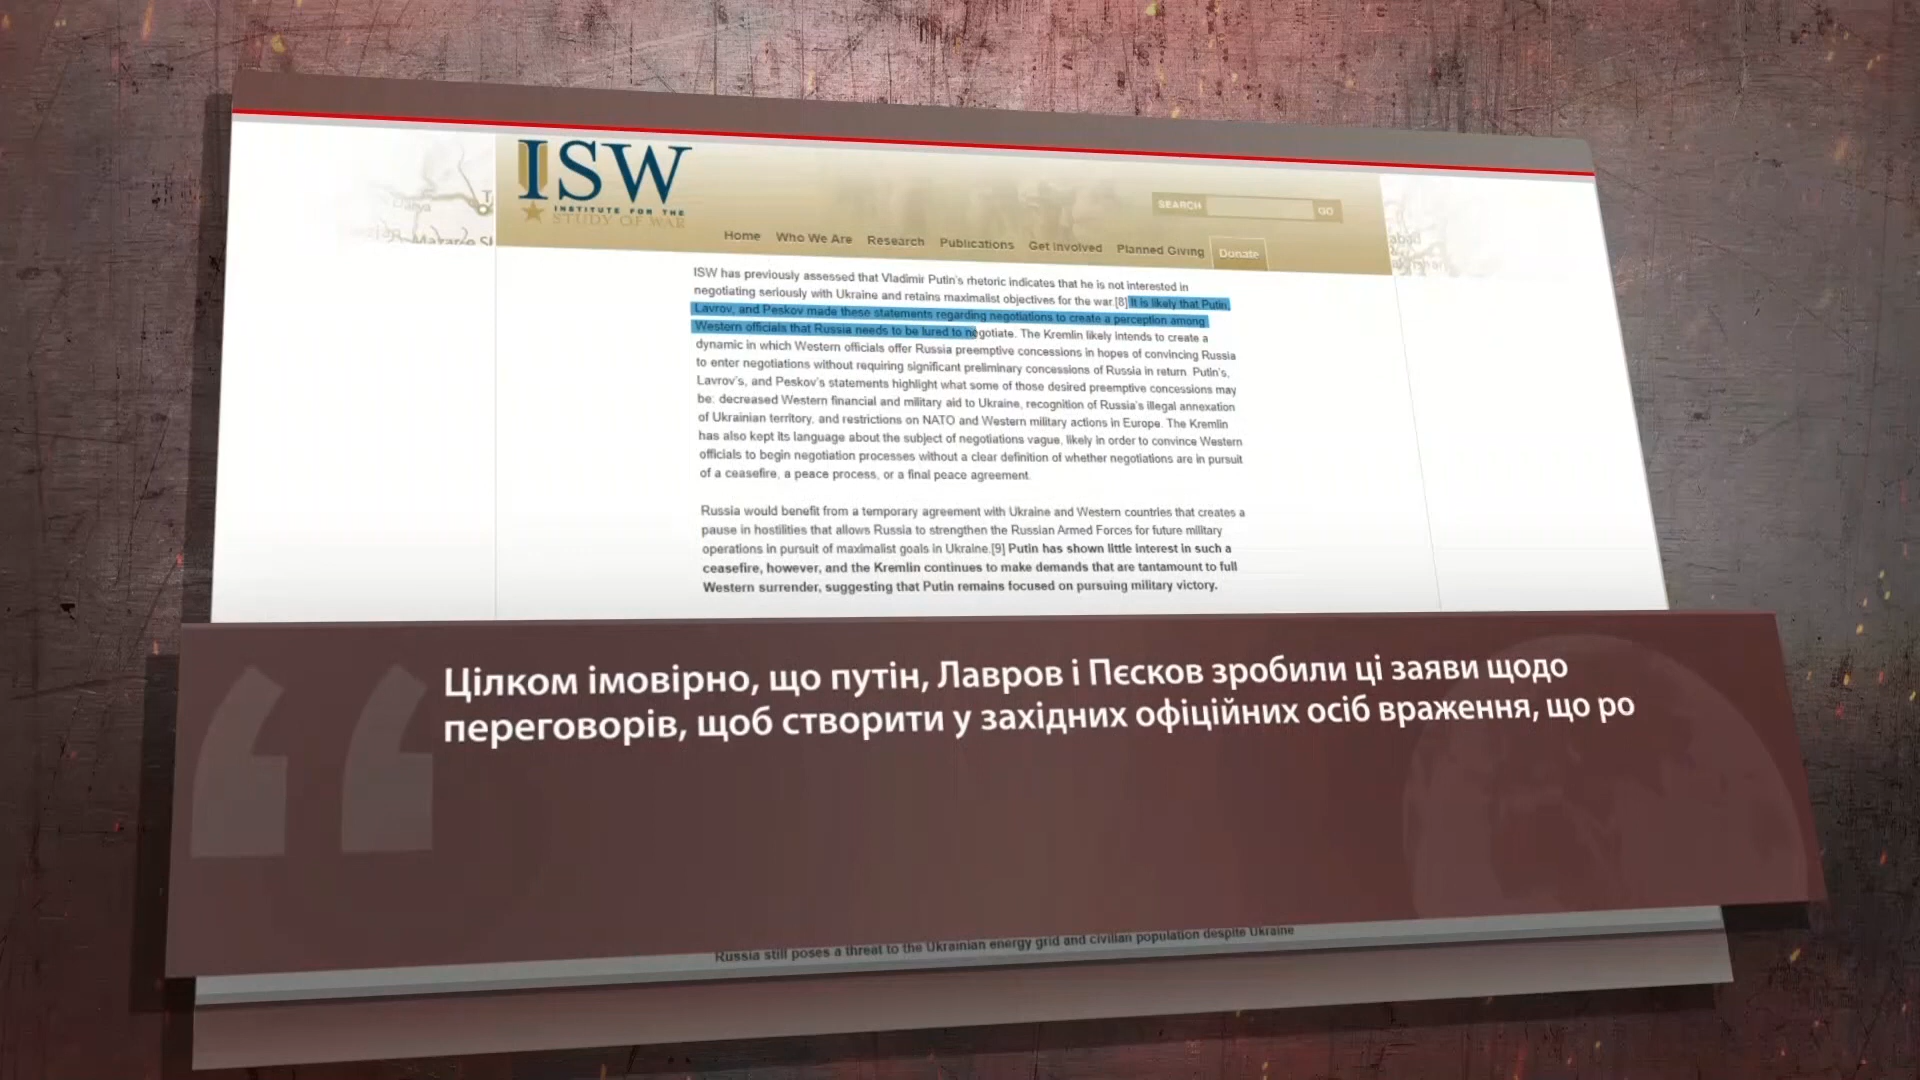 ISW
INSTITUTE FOR THE
STUDY OF WAR
SEARCH
GO
Home Who We Are Research Publications Get Involved Planned Giving Donate
ISW has previously assessed that Vladimir Putin's rhetoric indicates that he is not interested in
negotiating seriously with Ukraine and retains maximalist objectives for the war.[8] It is likely that Putin,
Lavrov, and Peskov made these statements regarding negotiations to create a perception among
Western officials that Russia needs to be lured to negotiate. The Kremlin likely intends to create a
dynamic in which Western officials offer Russia preemptive concessions in hopes of convincing Russia
to enter negotiations without requiring significant preliminary concessions of Russia in return. Putin's,
Lavrov's, and Peskov's statements highlight what some of those desired preemptive concessions may
be: decreased Western financial and military aid to Ukraine, recognition of Russia's illegal annexation
of Ukrainian territory, and restrictions on NATO and Western military actions in Europe. The Kremlin
has also kept its language about the subject of negotiations vague, likely in order to convince Western
officials to begin negotiation processes without a clear definition of whether negotiations are in pursuit
of a ceasefire, a peace process, or a final peace agreement.
Russia would benefit from a temporary agreement with Ukraine and Western countries that creates a
pause in hostilities that allows Russia to strengthen the Russian Armed Forces for future military
operations in pursuit of maximalist goals in Ukraine.[9] Putin has shown little interest in such a
ceasefire, however, and the Kremlin continues to make demands that are tantamount to full
Western surrender, suggesting that Putin remains focused on pursuing military victory.
Цілком імовірно, що путін, Лавров і Пєсков зробили ці заяви щодо
переговорів, щоб створити у західних офіційних осіб враження, що ро
Russia still poses a threat to the Ukrainian energy grid and civilian population despite Ukraine